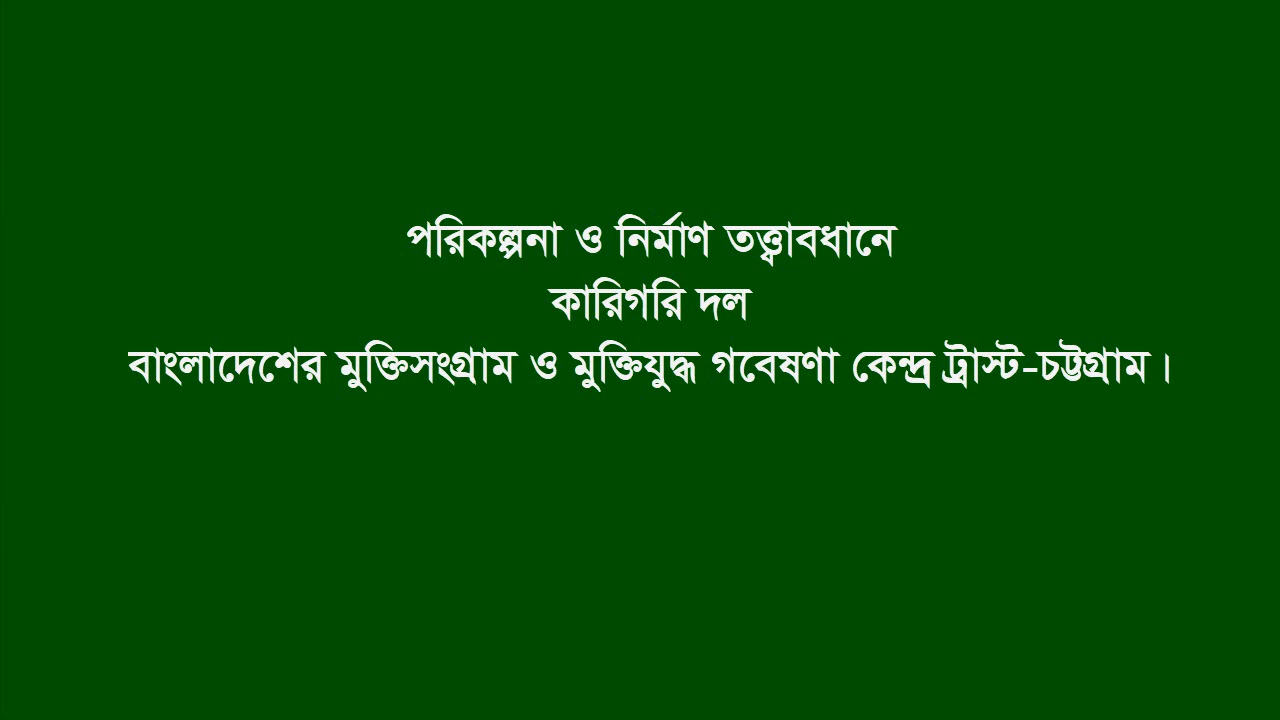 পরিকল্পনা ও নির্মাণ তত্ত্বাবধানে
কারিগরি দল
বাংলাদেশের মুক্তিসংগ্রাম ও মুক্তিযুদ্ধ গবেষণা কেন্দ্র ট্রাস্ট-চট্টগ্রাম।